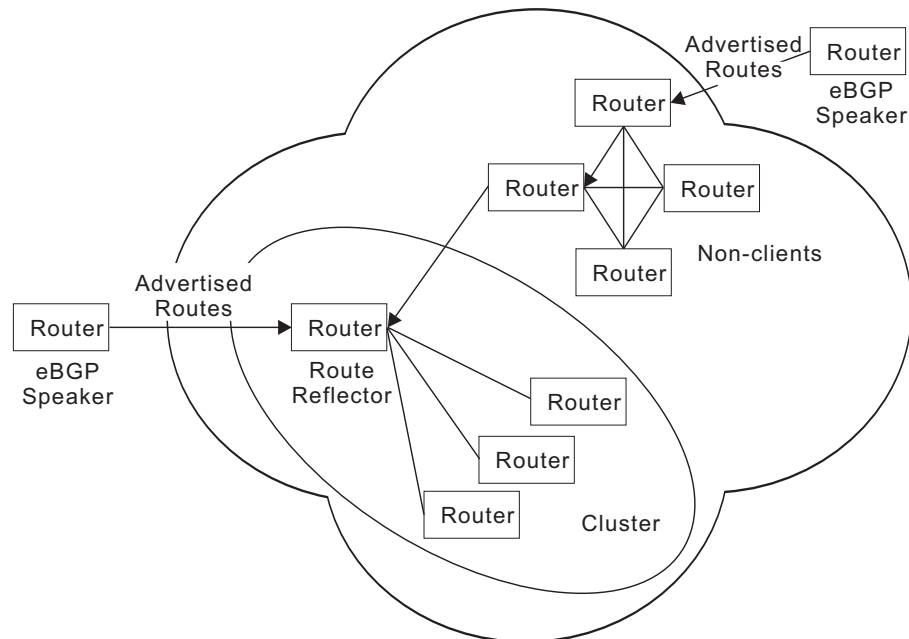 Advertised
Routes
Router
eBGP
Speaker
Router
Router
Router
Router
Non-clients
Advertised
Routes
Router
eBGP
Speaker
Router
Route
Reflector
Router
Router
Router
Cluster